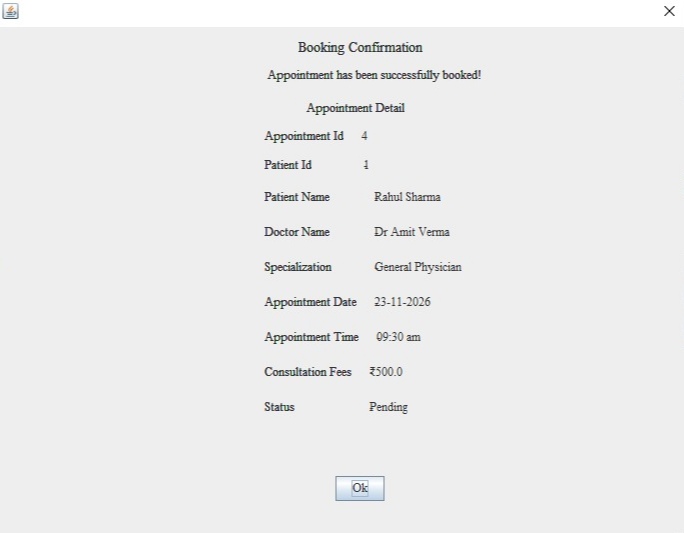 Booking Confirmation
Appointment has been successfully booked!
Appointment Detail
Appointment Id 4
Patient Id 1
Patient Name Rahul Sharma
Doctor Name Dr Amit Verma
Specialization General Physician
Appointment Date 23-11-2026
Appointment Time 09:30 am
Consultation Fees ₹500.0
Status Pending
Ok